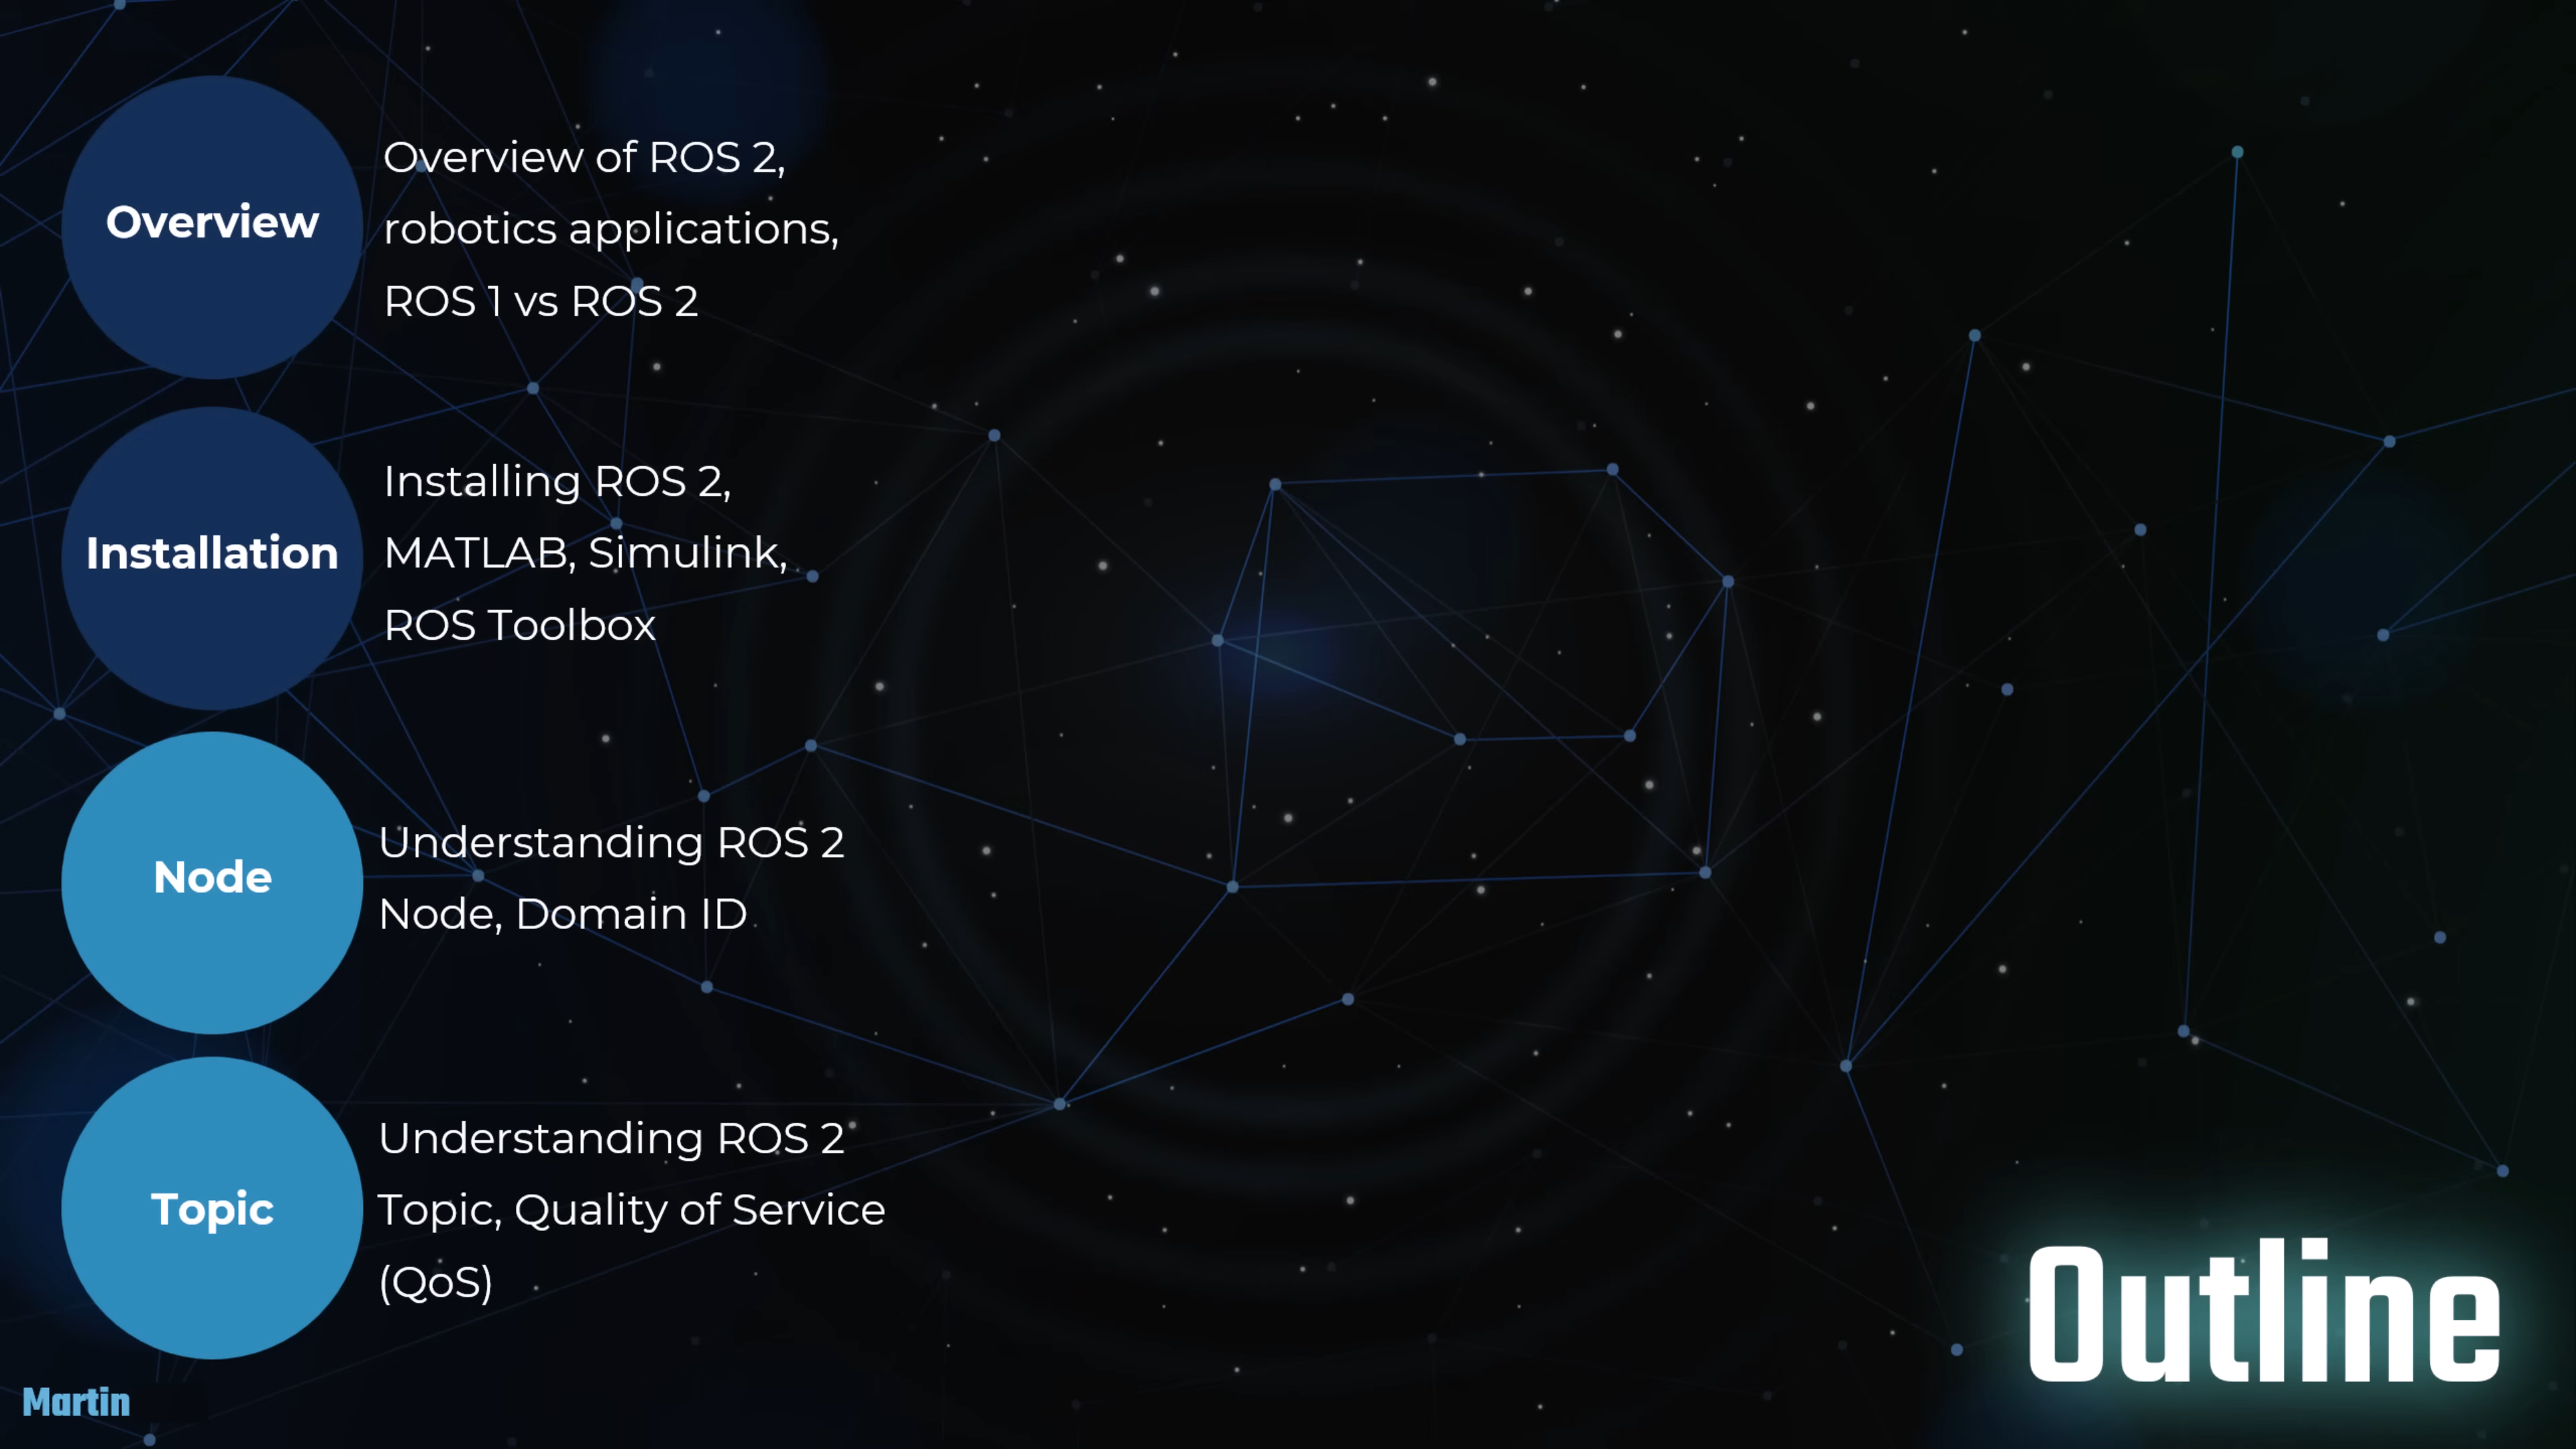 Overview
Overview of ROS 2,
robotics applications,
ROS 1 vs ROS 2
Installation
Installing ROS 2,
MATLAB, Simulink,
ROS Toolbox
Node
Understanding ROS 2
Node, Domain ID
Topic
Understanding ROS 2
Topic, Quality of Service
(QoS)
Outline
Martin